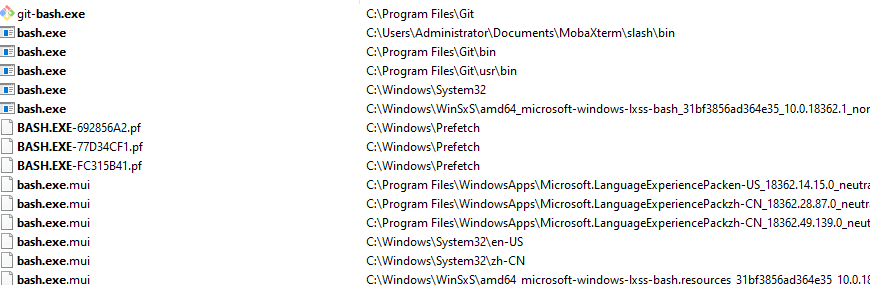 git-bash.exe C:\Program Files\Git
bash.exe C:\Users\Administrator\Documents\MobaXterm\slash\bin
bash.exe C:\Program Files\Git\bin
bash.exe C:\Program Files\Git\usr\bin
bash.exe C:\Windows\System32
bash.exe C:\Windows\WinSxS\amd64_microsoft-windows-lxss-bash_31bf3856ad364e35_10.0.18362.1_nor
BASH.EXE-692856A2.pf C:\Windows\Prefetch
BASH.EXE-77D34CF1.pf C:\Windows\Prefetch
BASH.EXE-FC315B41.pf C:\Windows\Prefetch
bash.exe.mui C:\Program Files\WindowsApps\Microsoft.LanguageExperiencePacken-US_18362.14.15.0_neutra
bash.exe.mui C:\Program Files\WindowsApps\Microsoft.LanguageExperiencePackzh-CN_18362.28.87.0_neutra
bash.exe.mui C:\Program Files\WindowsApps\Microsoft.LanguageExperiencePackzh-CN_18362.49.139.0_neutr
bash.exe.mui C:\Windows\System32\en-US
bash.exe.mui C:\Windows\System32\zh-CN
bash.exe.mui C:\Windows\WinSxS\amd64_microsoft-windows-lxss-bash.resources_31bf3856ad364e35_10.0.18